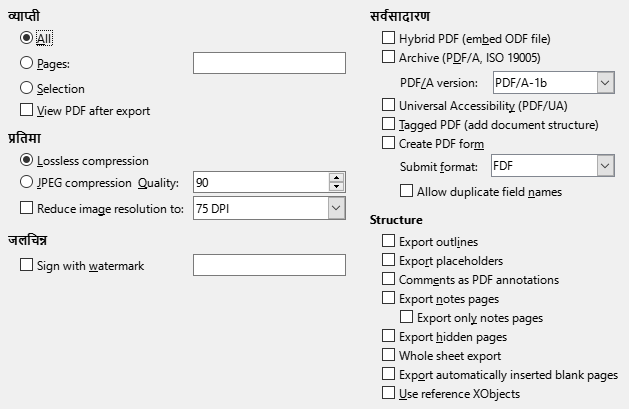 व्याप्ती
All
Pages:
Selection
View PDF after export
प्रतिमा
Lossless compression
JPEG compression Quality: 90
Reduce image resolution to: 75 DPI
जलचिन्न
Sign with watermark
सर्वसादारण
Hybrid PDF (embed ODF file)
Archive (PDF/A, ISO 19005)
PDF/A version: PDF/A-1b
Universal Accessibility (PDF/UA)
Tagged PDF (add document structure)
Create PDF form
Submit format: FDF
Allow duplicate field names
Structure
Export outlines
Export placeholders
Comments as PDF annotations
Export notes pages
Export only notes pages
Export hidden pages
Whole sheet export
Export automatically inserted blank pages
Use reference XObjects